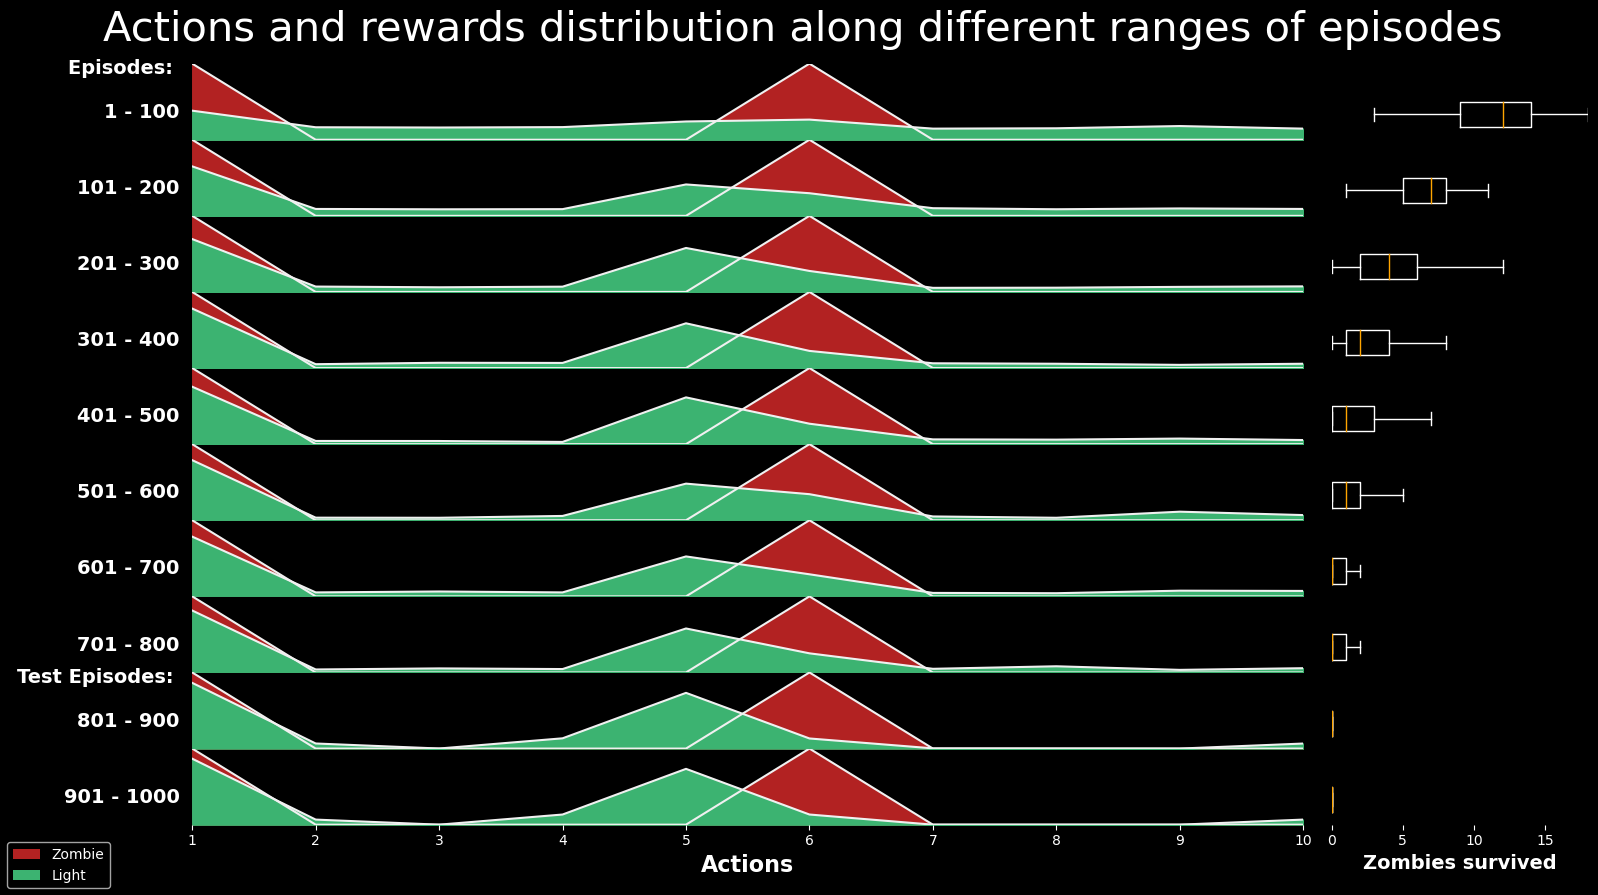 Actions and rewards distribution along different ranges of episodes
Episodes:
1 - 100
101 - 200
201 - 300
301 - 400
401 - 500
501 - 600
601 - 700
701 - 800
Test Episodes:
801 - 900
901 - 1000
1 2 3 4 5 6 7 8 9 10
0 5 10 15
Actions
Zombies survived
Zombie
Light